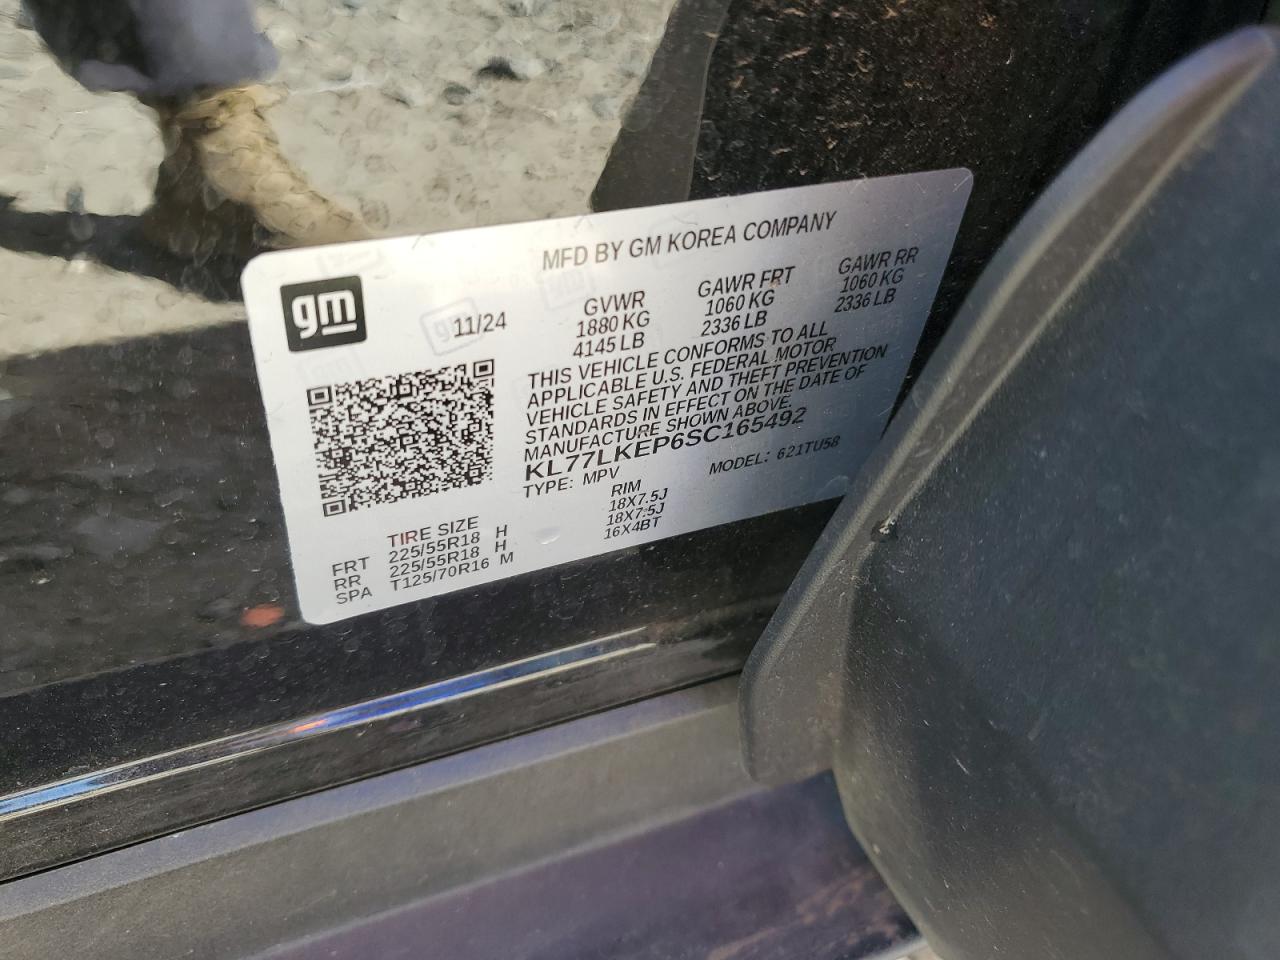 MFD BY GM KOREA COMPANY
gm
11/24
GVWR GAWR FRT GAWR RR
1880 KG 1060 KG 1060 KG
4145 LB 2336 LB 2336 LB
THIS VEHICLE CONFORMS TO ALL
APPLICABLE U.S. FEDERAL MOTOR
VEHICLE SAFETY AND THEFT PREVENTION
STANDARDS IN EFFECT ON THE DATE OF
MANUFACTURE SHOWN ABOVE.
KL77LKEP6SC165492
TYPE: MPV MODEL: 621TU58
TIRE SIZE RIM
FRT 225/55R18 H 18X7.5J
RR 225/55R18 H 18X7.5J
SPA T125/70R16 M 16X4BT